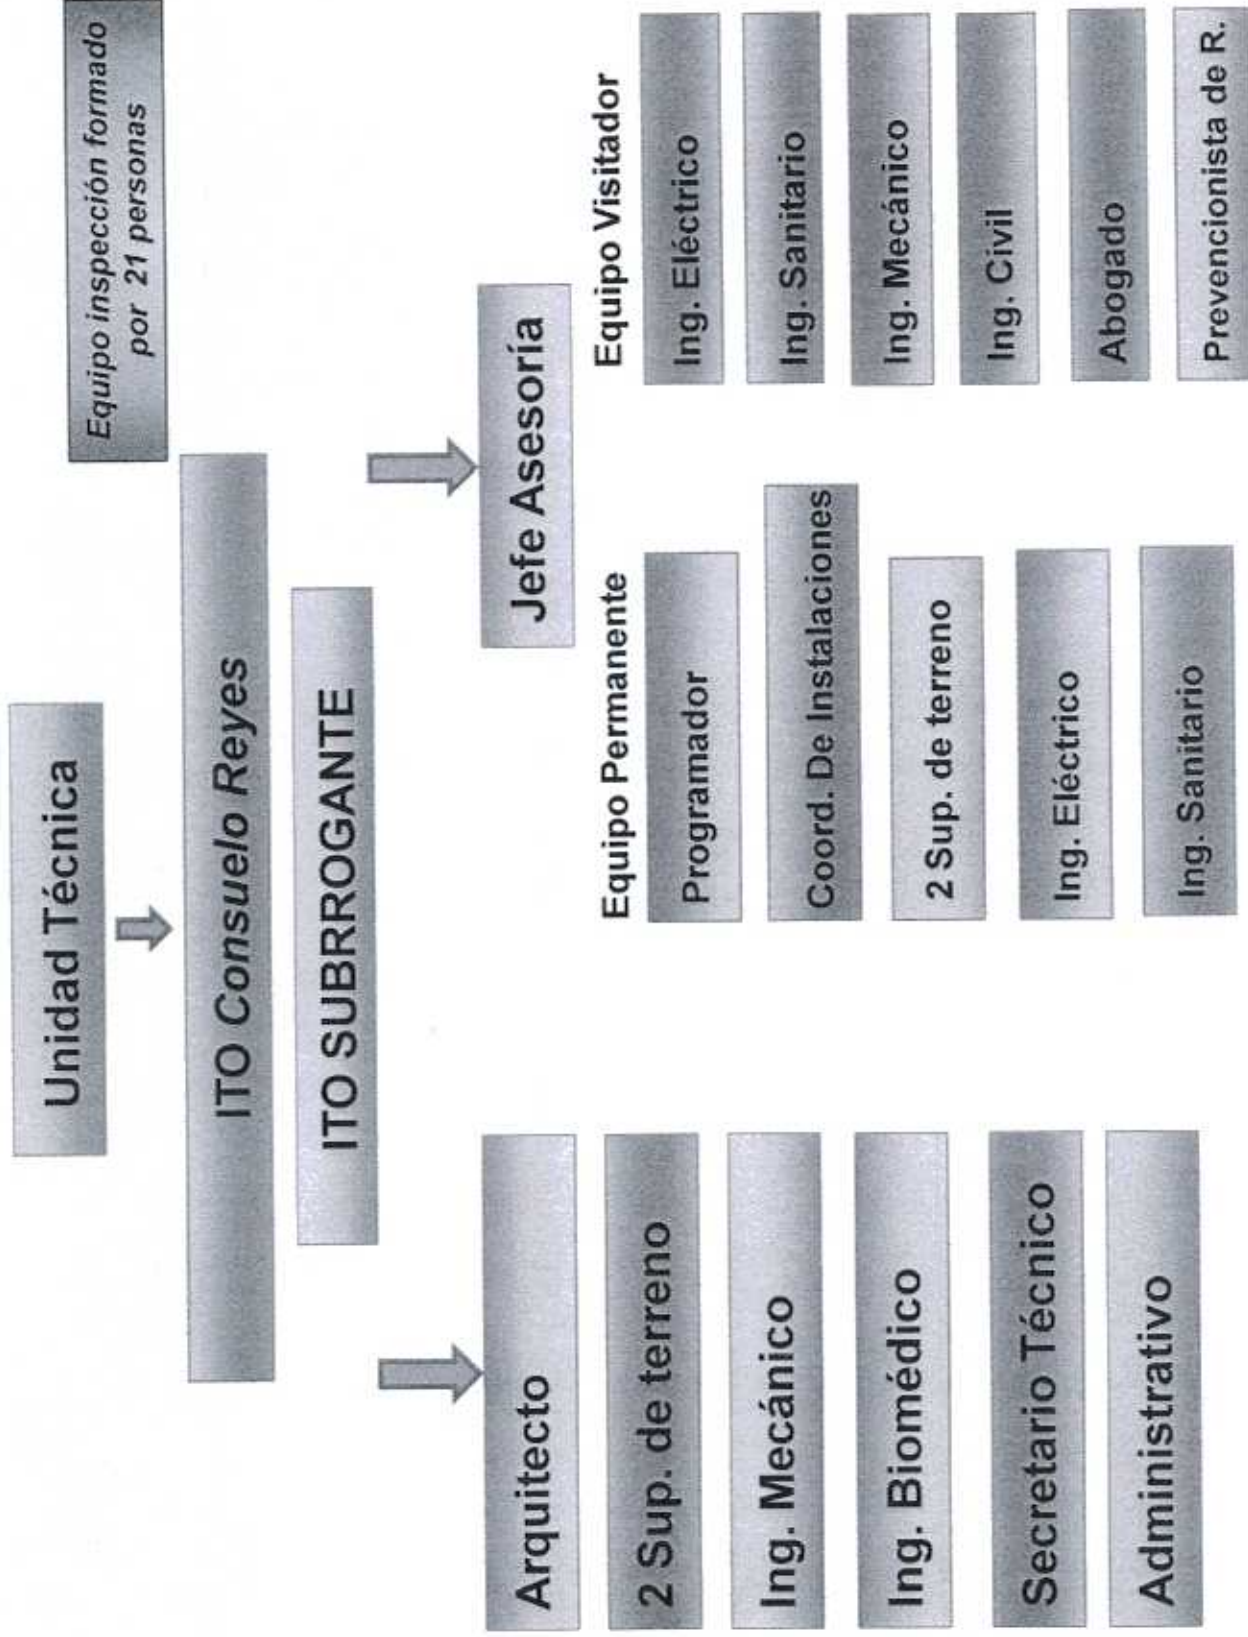 Equipo inspección formado
por 21 personas
Unidad Técnica
ITO Consuelo Reyes
ITO SUBRROGANTE
Arquitecto
2 Sup. de terreno
Ing. Mecánico
Ing. Biomédico
Secretario Técnico
Administrativo
Jefe Asesoría
Equipo Permanente
Programador
Coord. De Instalaciones
2 Sup. de terreno
Ing. Eléctrico
Ing. Sanitario
Equipo Visitador
Ing. Eléctrico
Ing. Sanitario
Ing. Mecánico
Ing. Civil
Abogado
Prevencionista de R.